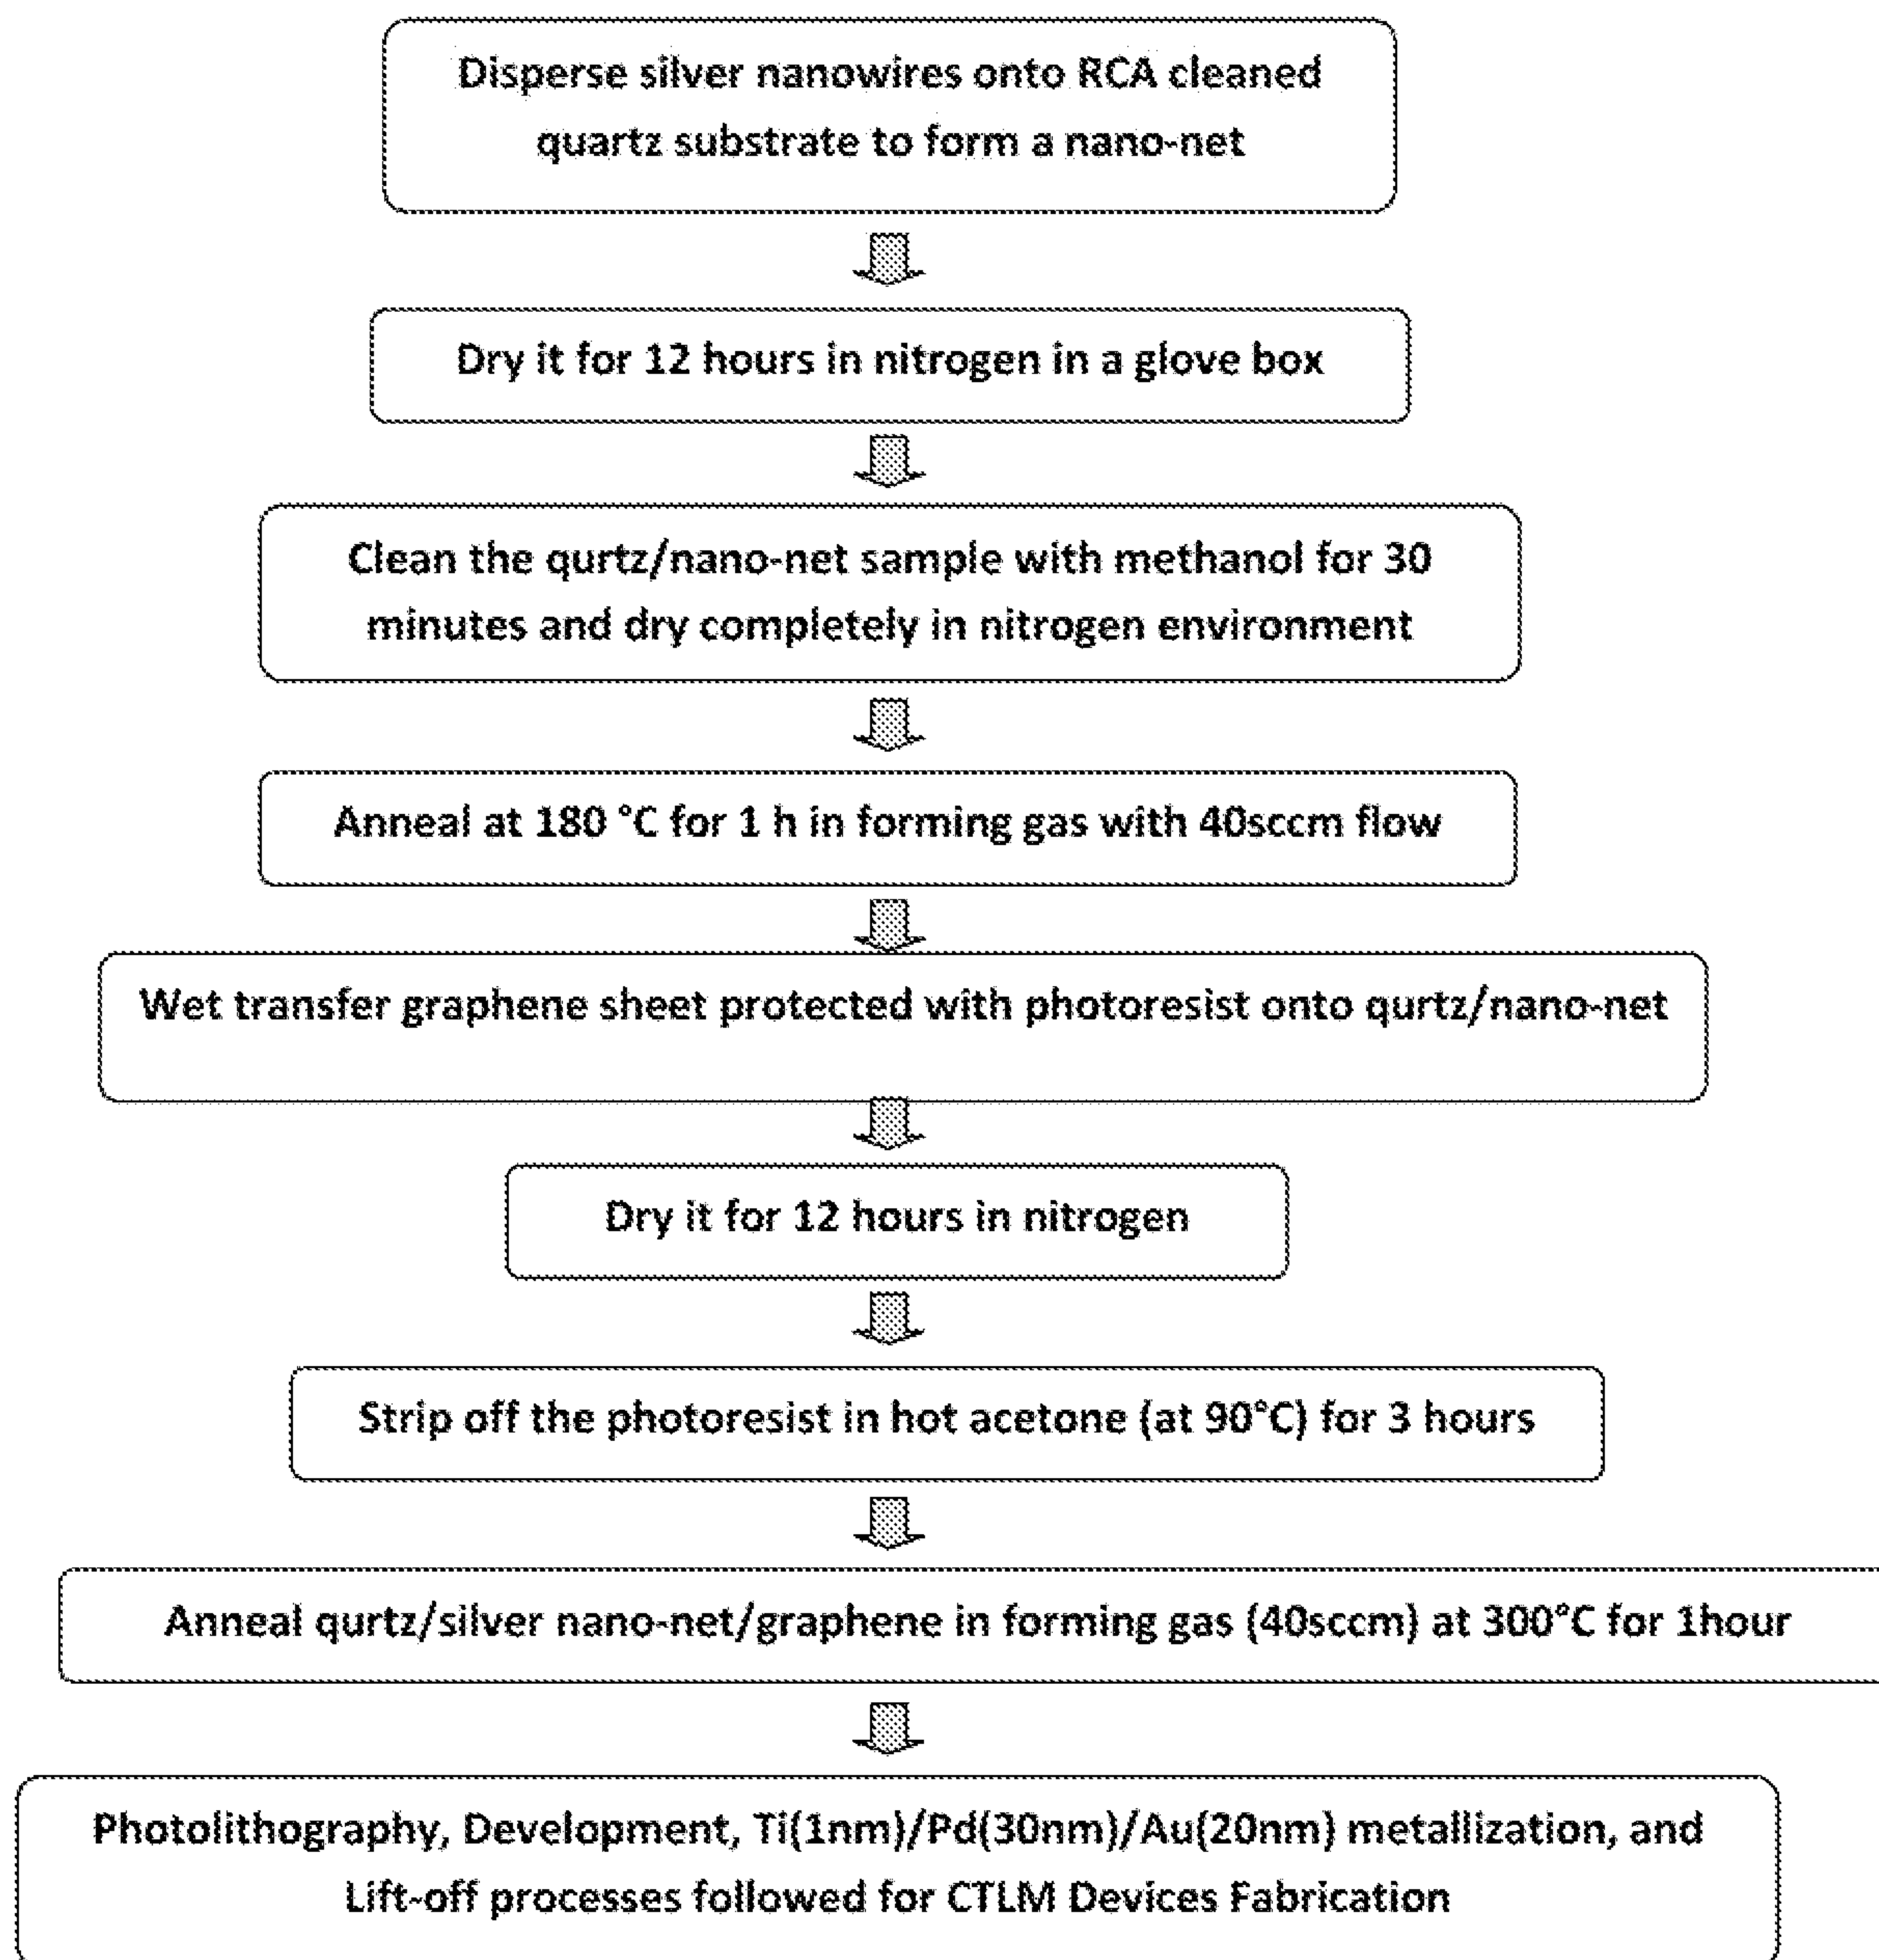 Disperse silver nanowires onto RCA cleaned
quartz substrate to form a nano-net
Dry it for 12 hours in nitrogen in a glove box
Clean the qurtz/nano-net sample with methanol for 30
minutes and dry completely in nitrogen environment
Anneal at 180 °C for 1 h in forming gas with 40sccm flow
Wet transfer graphene sheet protected with photoresist onto qurtz/nano-net
Dry it for 12 hours in nitrogen
Strip off the photoresist in hot acetone (at 90°C) for 3 hours
Anneal qurtz/silver nano-net/graphene in forming gas (40sccm) at 300°C for 1hour
Photolithography, Development, Ti(1nm)/Pd(30nm)/Au(20nm) metallization, and
Lift-off processes followed for CTLM Devices Fabrication